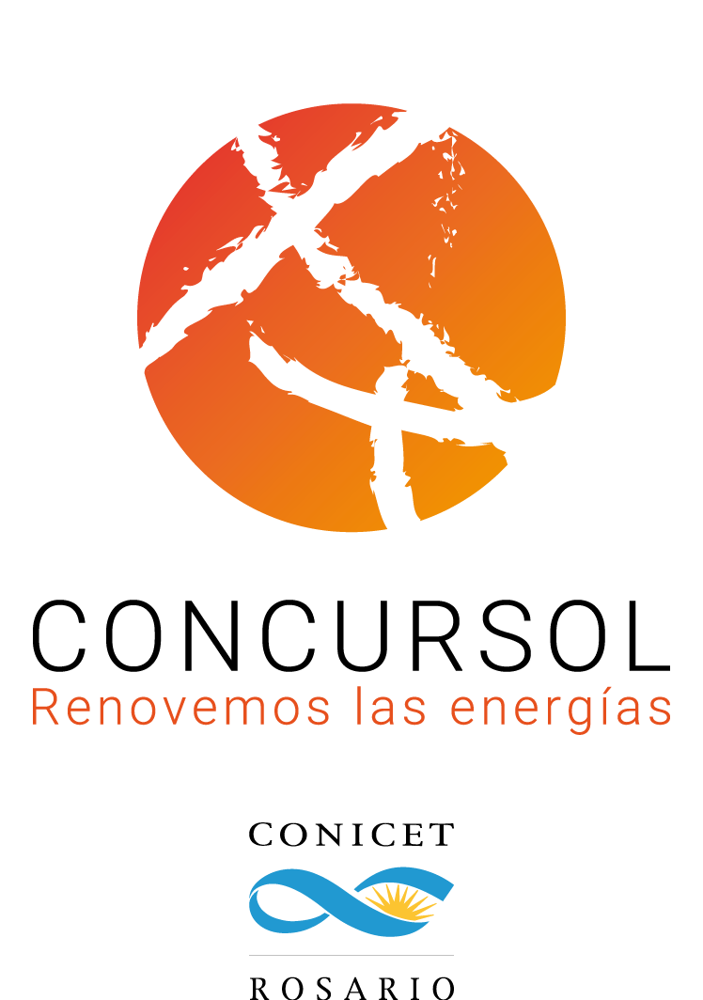 CONCURSOL
Renovemos las energías
CONICET
ROSARIO